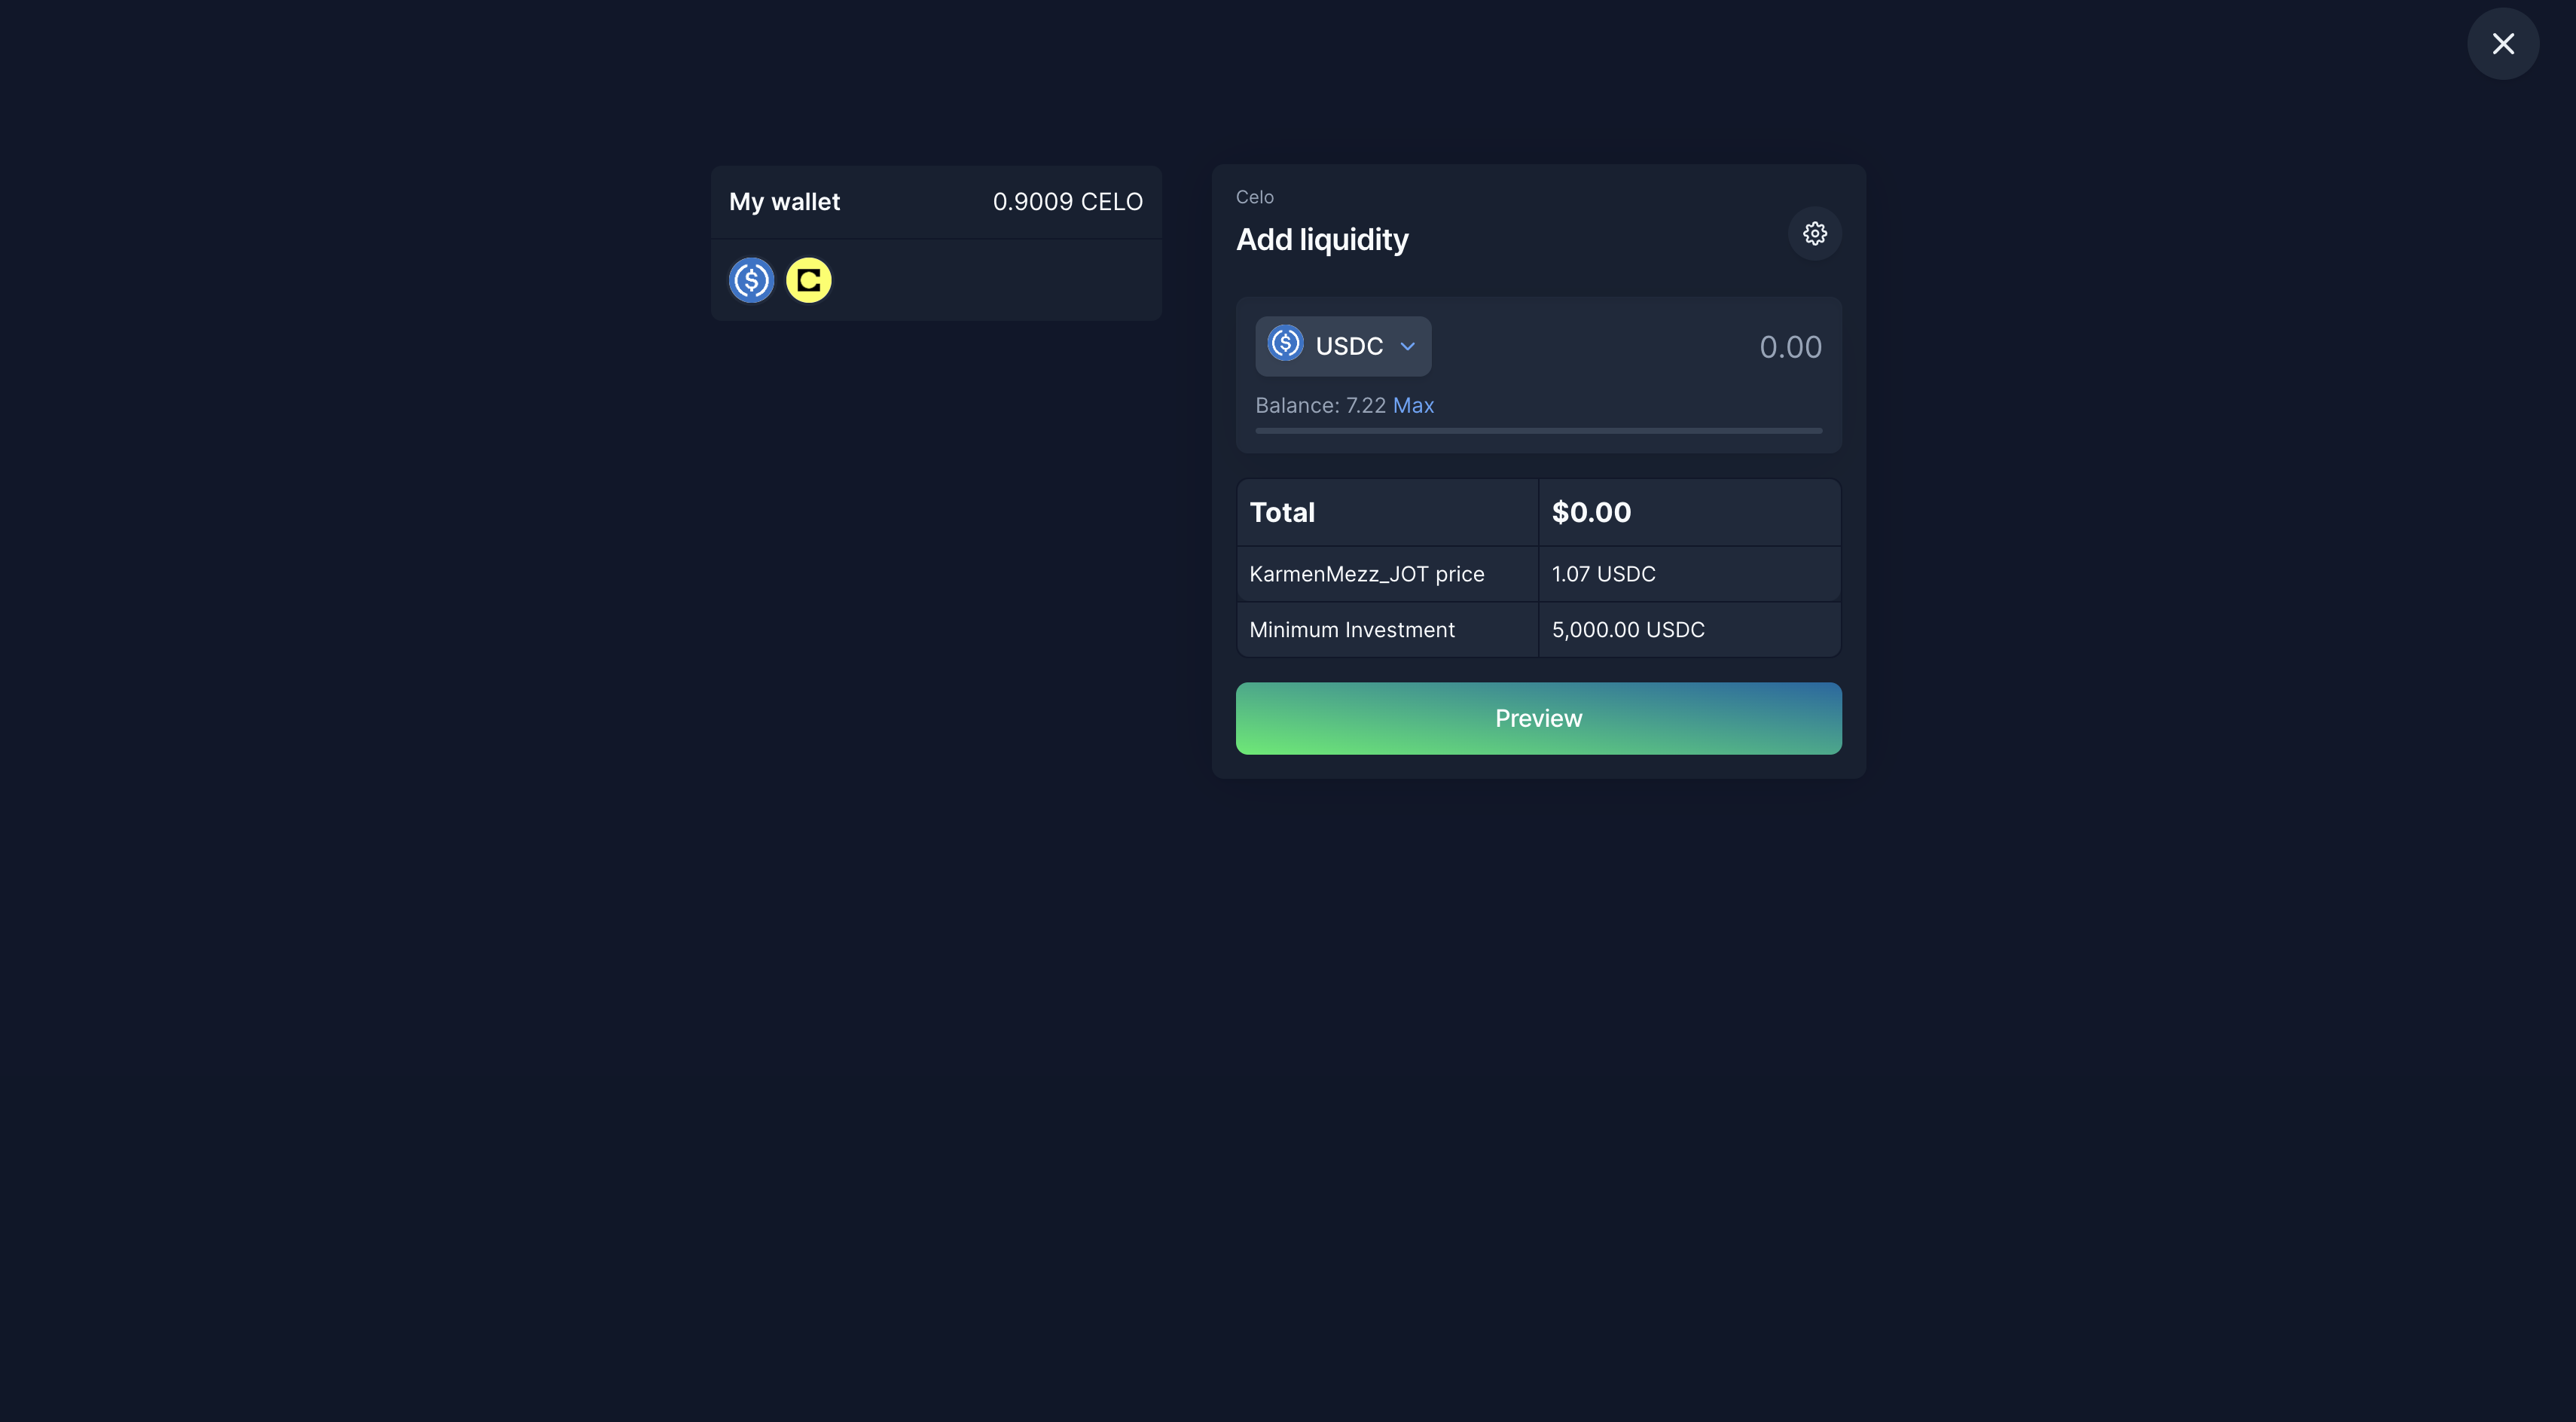 My wallet 0.9009 CELO
Celo
Add liquidity
USDC 0.00
Balance: 7.22 Max
Total $0.00
KarmenMezz_JOT price 1.07 USDC
Minimum Investment 5,000.00 USDC
Preview